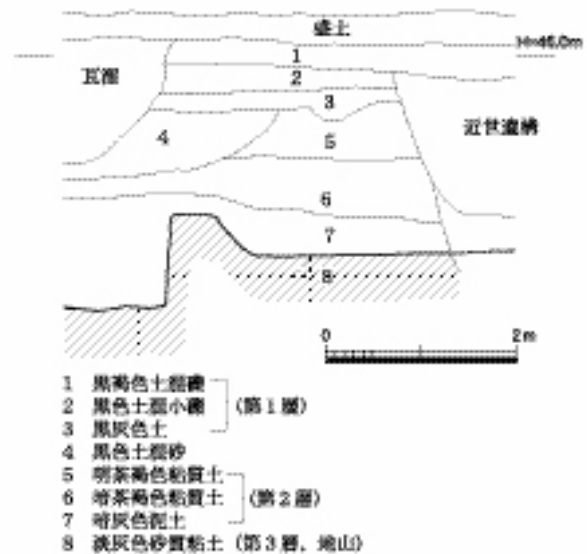 盛土
H=46.0m
1
瓦溜
2
3
近世遺構
4
5
6
7
8
0 2m
1 黒褐色土混礫
2 黒色土混小礫 (第1層)
3 黒灰色土
4 黒色土混砂
5 明茶褐色粘質土
6 暗茶褐色粘質土 (第2層)
7 暗灰色泥土
8 淡灰色砂質粘土 (第3層、地山)